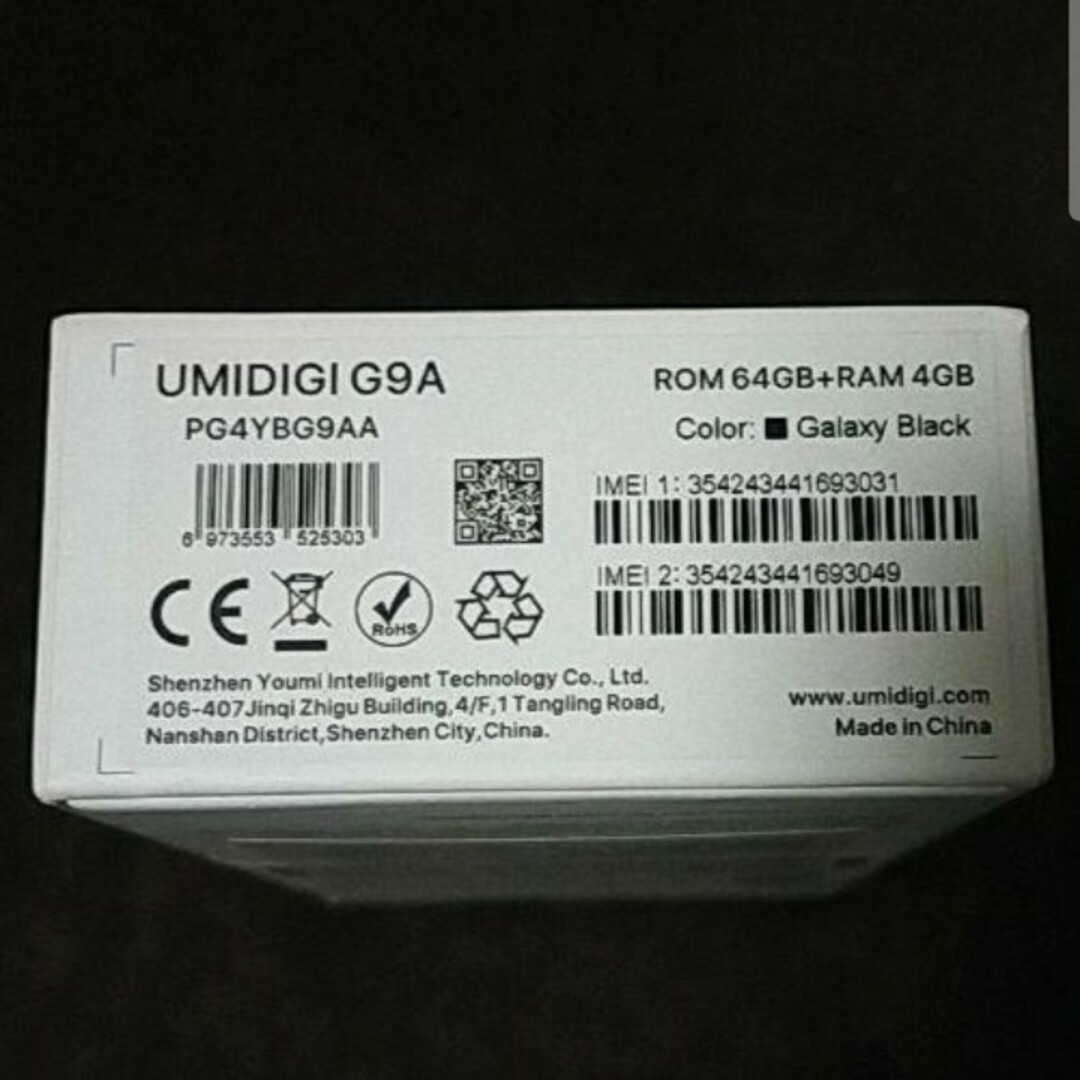 UMIDIGI G9A
PG4YBG9AA
ROM 64GB+RAM 4GB
Color: Galaxy Black
6 973553 525303
IMEI 1: 354243441693031
IMEI 2: 354243441693049
CE
RoHS
Shenzhen Youmi Intelligent Technology Co., Ltd.
406-407Jinqi Zhigu Building,4/F,1 Tangling Road,
Nanshan District,Shenzhen City,China.
www.umidigi.com
Made in China